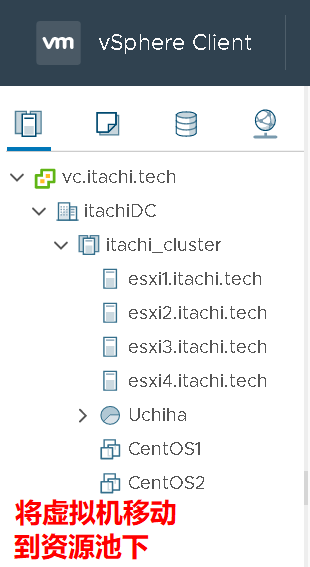 vm vSphere Client
vc.itachi.tech
itachiDC
itachi_cluster
esxi1.itachi.tech
esxi2.itachi.tech
esxi3.itachi.tech
esxi4.itachi.tech
Uchiha
CentOS1
CentOS2
将虚拟机移动
到资源池下